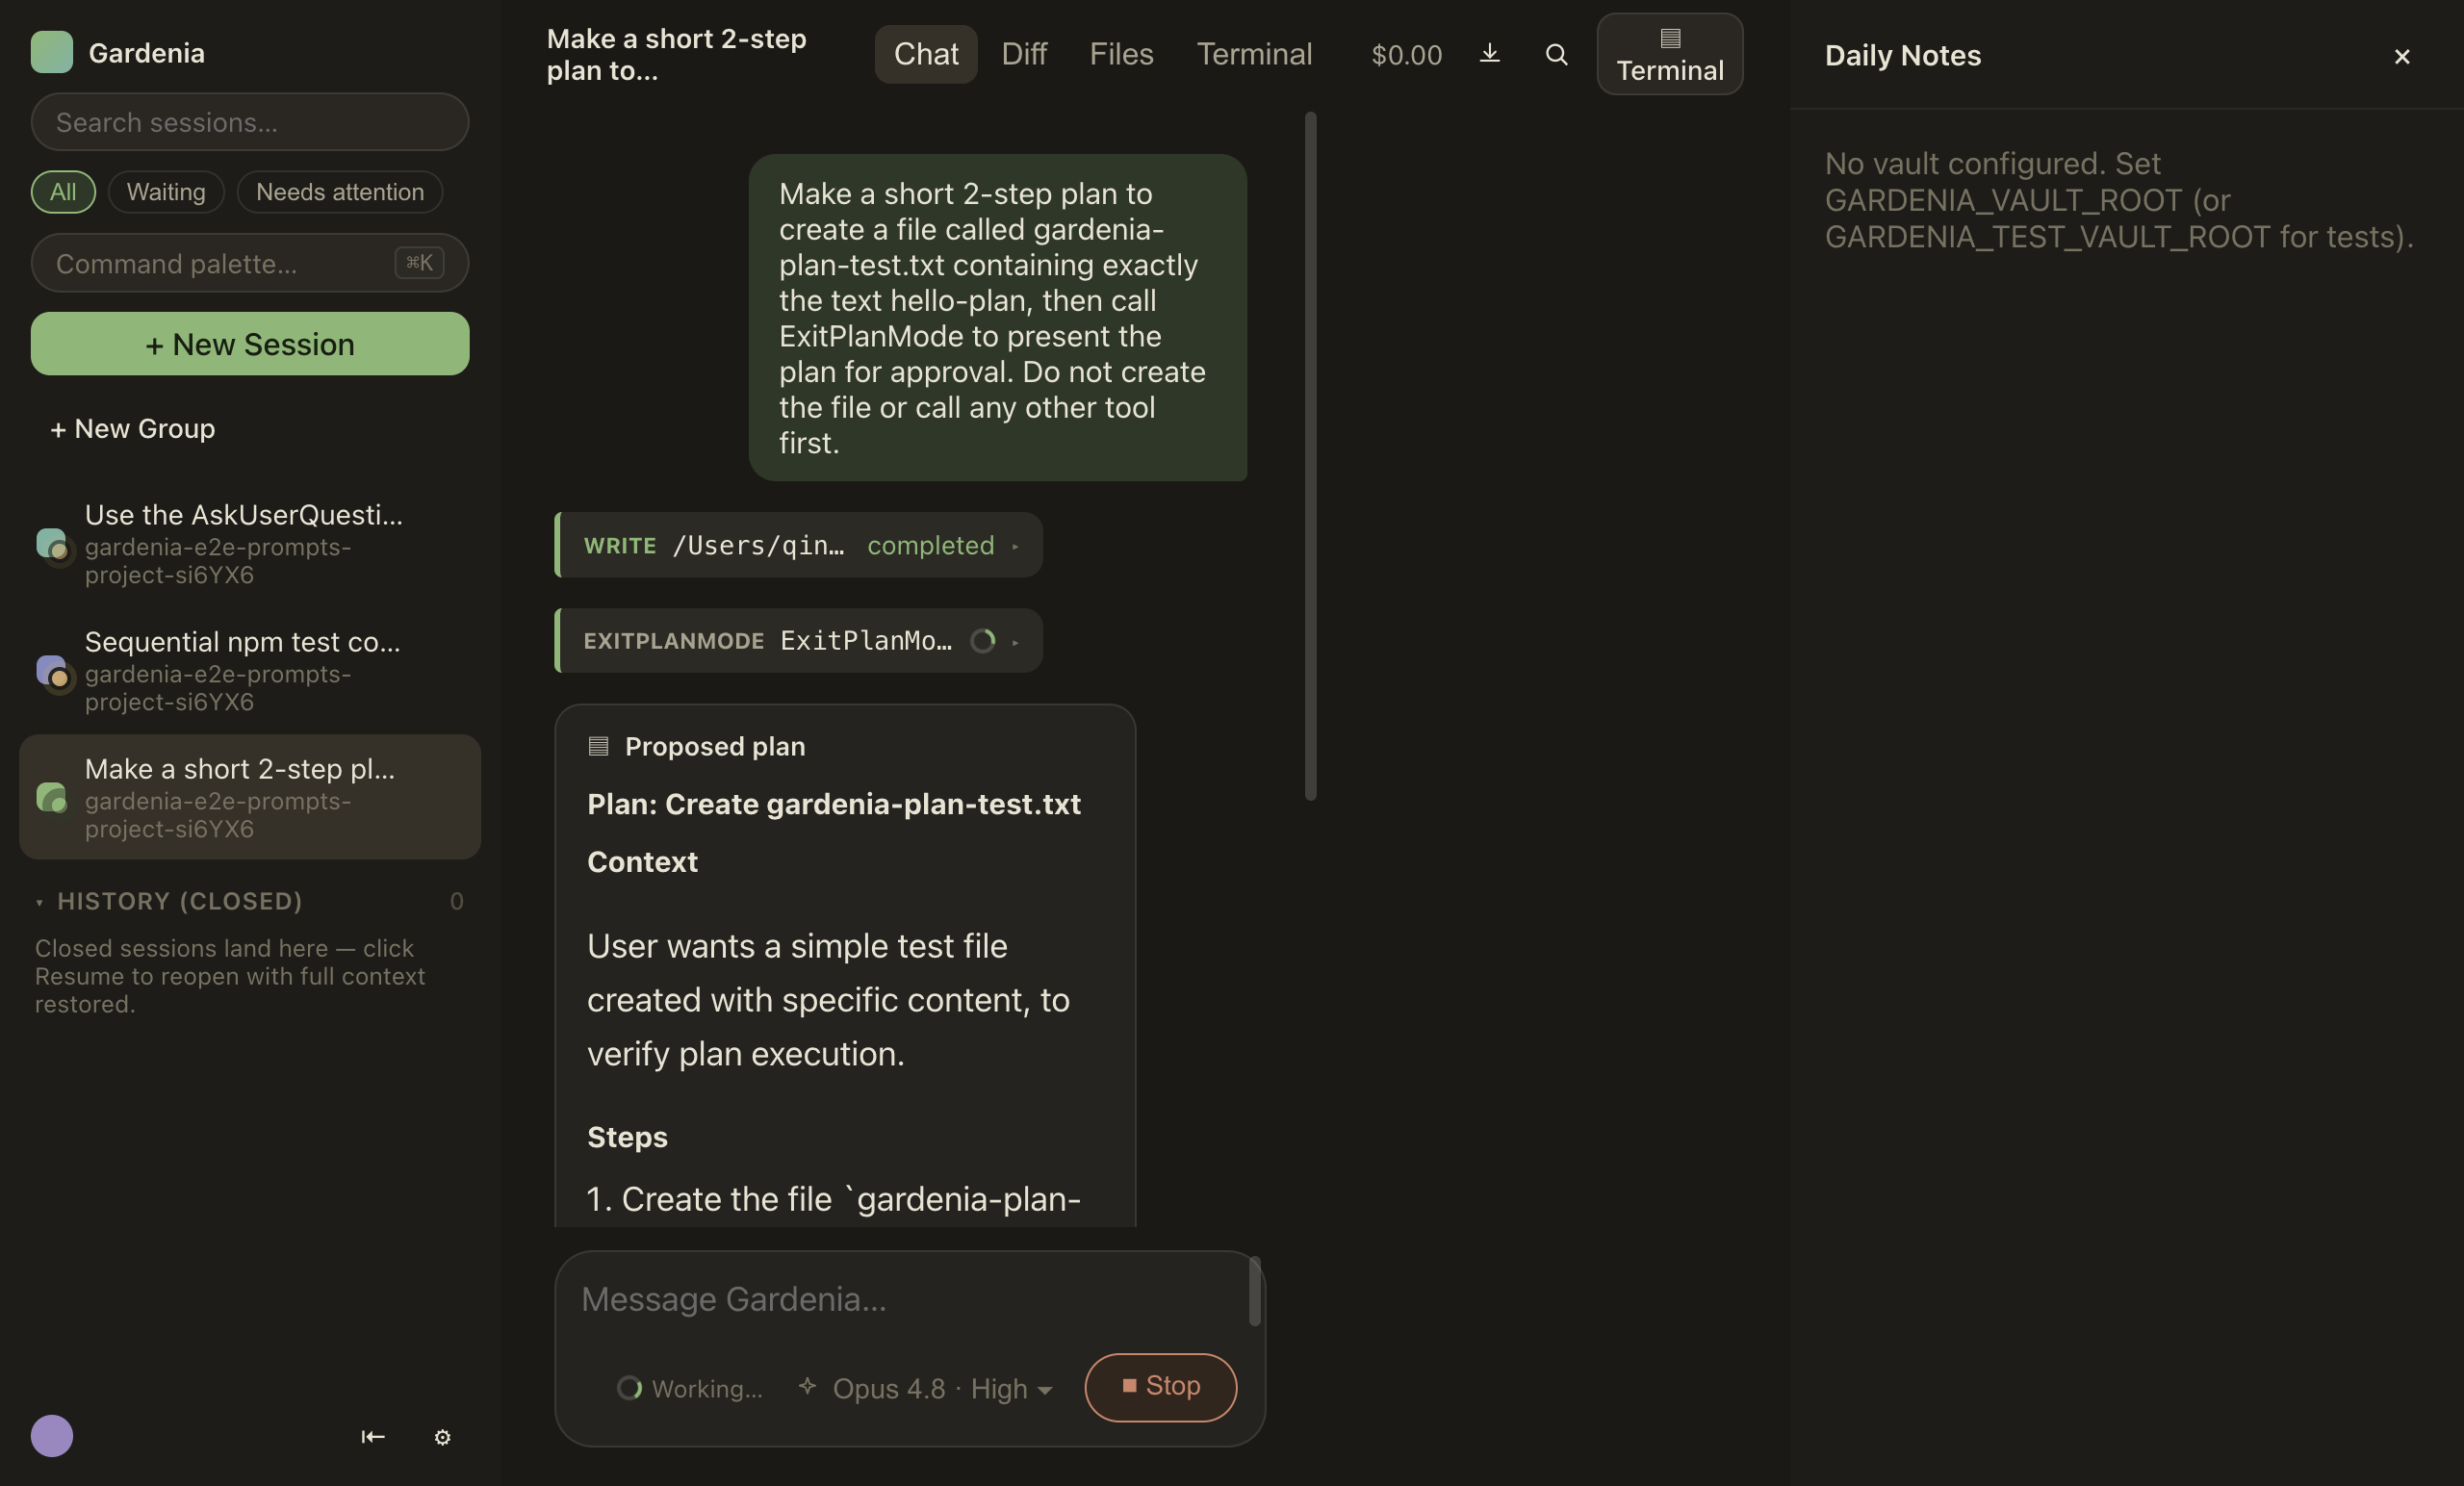 Gardenia
Search sessions...
All
Waiting
Needs attention
Command palette...
⌘K
+ New Session
+ New Group
Use the AskUserQuesti...
gardenia-e2e-prompts-
project-si6YX6
Sequential npm test co...
gardenia-e2e-prompts-
project-si6YX6
Make a short 2-step pl...
gardenia-e2e-prompts-
project-si6YX6
HISTORY (CLOSED)
0
Closed sessions land here — click
Resume to reopen with full context
restored.
Make a short 2-step
plan to...
Chat
Diff
Files
Terminal
$0.00
Terminal
Make a short 2-step plan to
create a file called gardenia-
plan-test.txt containing exactly
the text hello-plan, then call
ExitPlanMode to present the
plan for approval. Do not create
the file or call any other tool
first.
WRITE /Users/qin... completed
EXITPLANMODE ExitPlanMo...
Proposed plan
Plan: Create gardenia-plan-test.txt
Context
User wants a simple test file
created with specific content, to
verify plan execution.
Steps
1. Create the file `gardenia-plan-
Message Gardenia...
Working...
Opus 4.8 · High
Stop
Daily Notes
No vault configured. Set
GARDENIA_VAULT_ROOT (or
GARDENIA_TEST_VAULT_ROOT for tests).